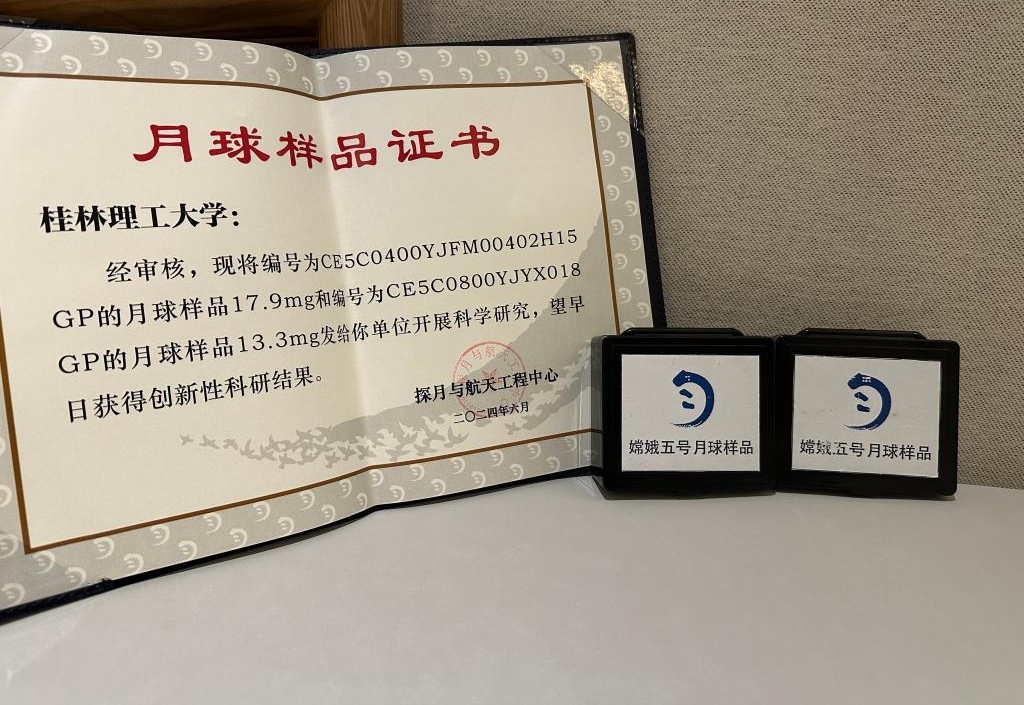 月球样品证书
桂林理工大学：
经审核，现将编号为CE5C0400YJFM00402H15
GP的月球样品17.9mg和编号为CE5C0800YJYX018
GP的月球样品13.3mg发给你单位开展科学研究，望早
日获得创新性科研结果。
探月与航天工程中心
二〇二四年六月
嫦娥五号月球样品
嫦娥五号月球样品